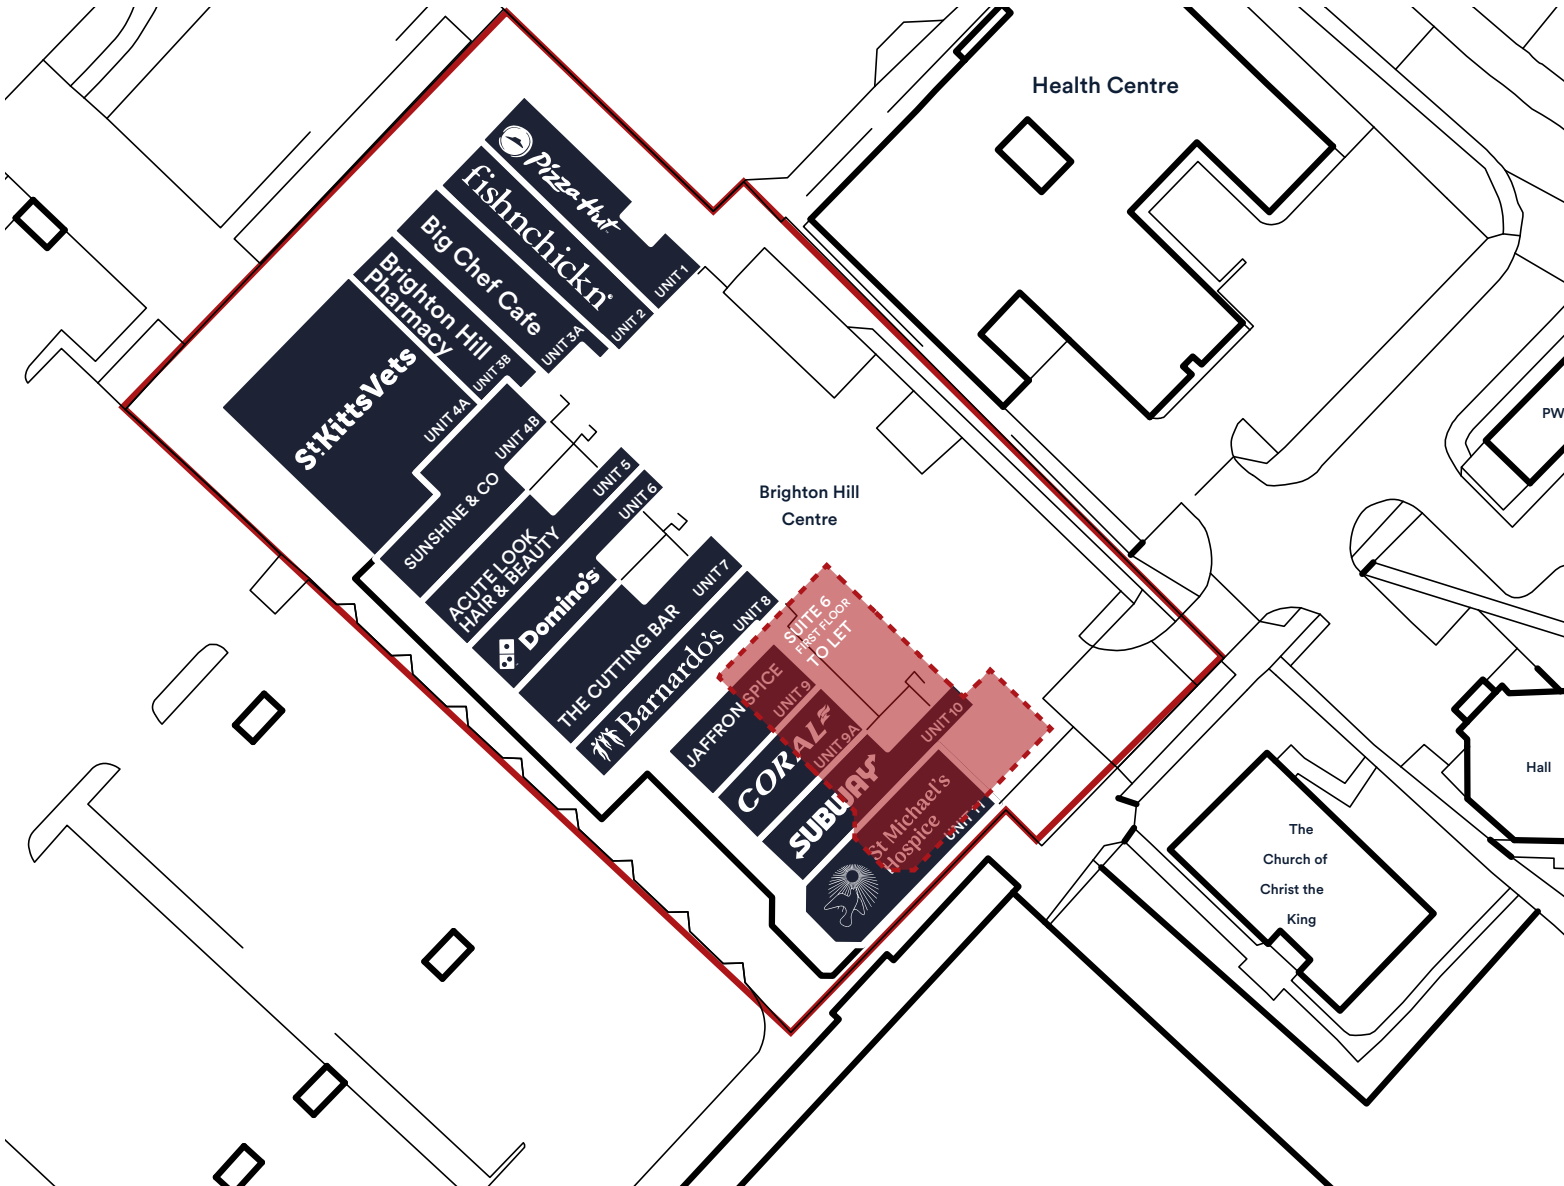 Health Centre
Pizza Hut
UNIT 1
fishnchickn
UNIT 2
Big Chef Cafe
UNIT 3A
Brighton Hill
Pharmacy
UNIT 3B
StKittsVets
UNIT 4A
SUNSHINE & CO
UNIT 4B
ACUTE LOOK
HAIR & BEAUTY
UNIT 5
Domino's
UNIT 6
THE CUTTING BAR
UNIT 7
Barnardo's
UNIT 8
Brighton Hill
Centre
SUITE 6
FIRST FLOOR
TO LET
JAFFRON SPICE
UNIT 9
CORAL
UNIT 9A
SUBWAY
UNIT 10
St Michael's
Hospice
UNIT 11
PW
Hall
The
Church of
Christ the
King